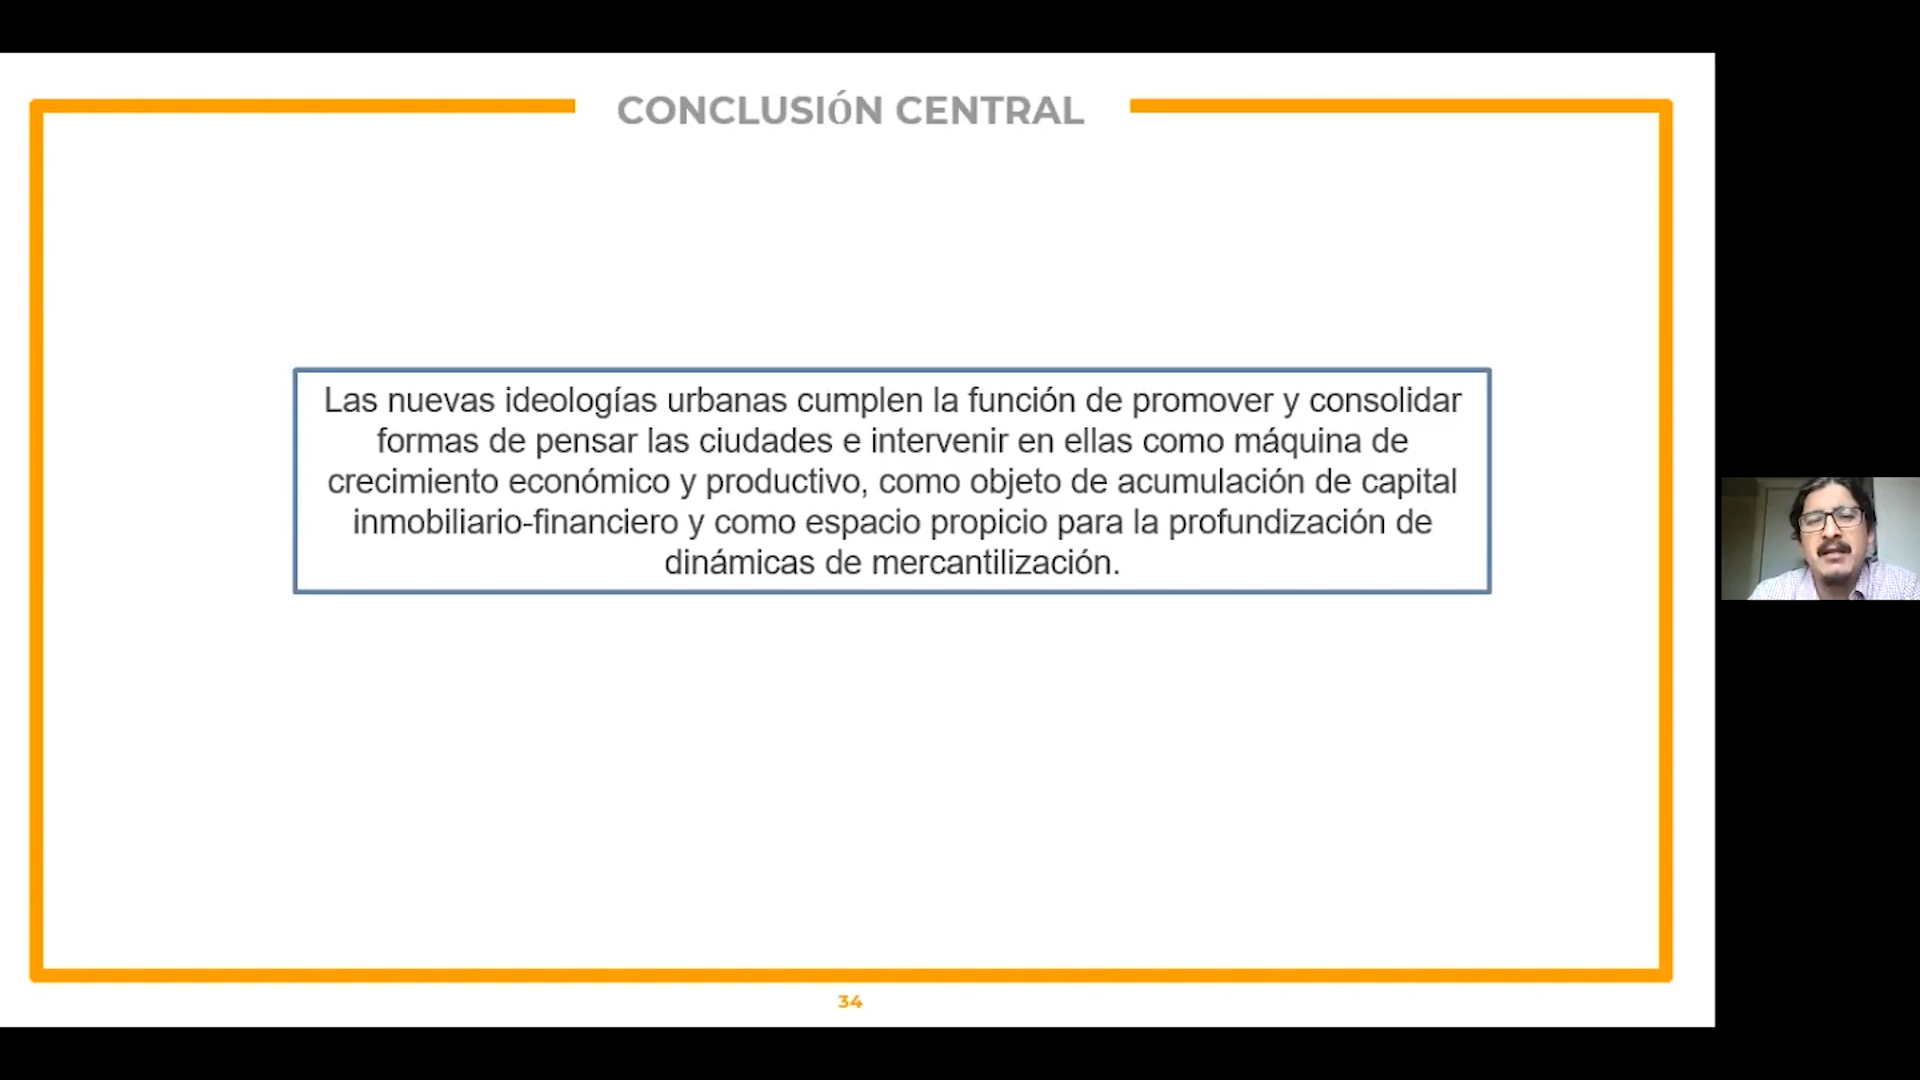 CONCLUSIÓN CENTRAL
Las nuevas ideologías urbanas cumplen la función de promover y consolidar
formas de pensar las ciudades e intervenir en ellas como máquina de
crecimiento económico y productivo, como objeto de acumulación de capital
inmobiliario-financiero y como espacio propicio para la profundización de
dinámicas de mercantilización.
34